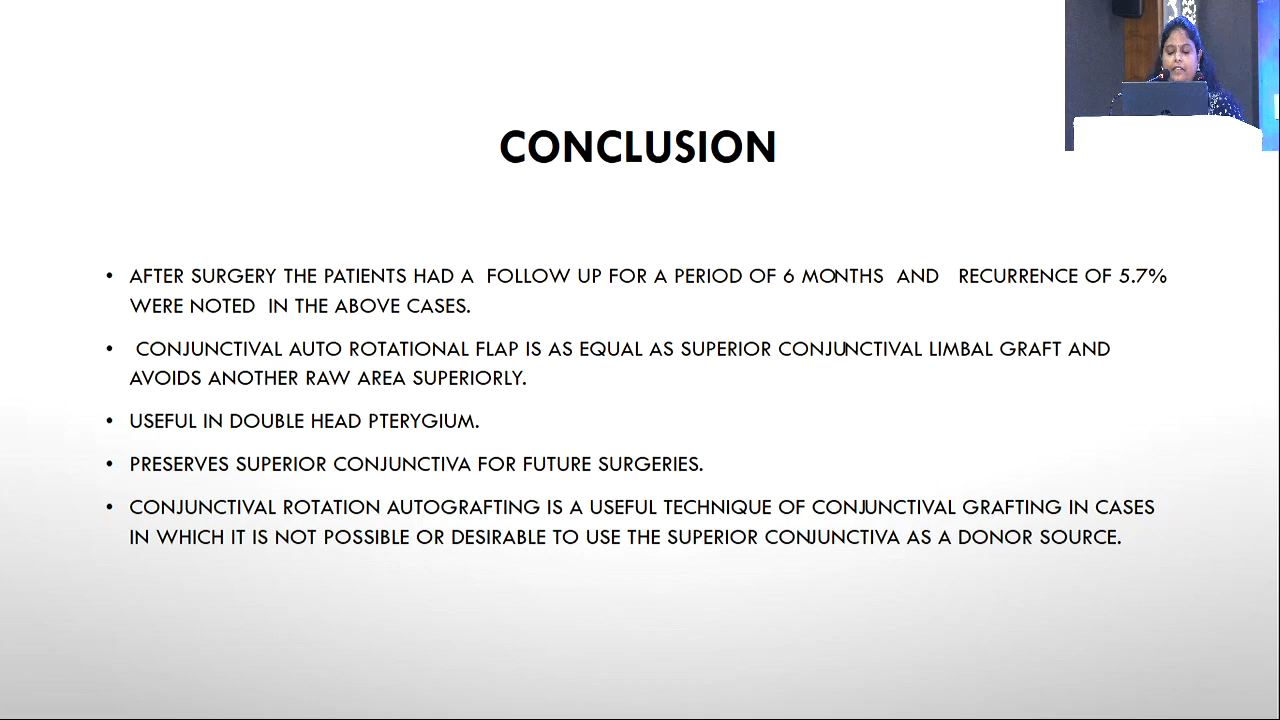 CONCLUSION
• AFTER SURGERY THE PATIENTS HAD A FOLLOW UP FOR A PERIOD OF 6 MONTHS AND RECURRENCE OF 5.7%
WERE NOTED IN THE ABOVE CASES.
• CONJUNCTIVAL AUTO ROTATIONAL FLAP IS AS EQUAL AS SUPERIOR CONJUNCTIVAL LIMBAL GRAFT AND
AVOIDS ANOTHER RAW AREA SUPERIORLY.
• USEFUL IN DOUBLE HEAD PTERYGIUM.
• PRESERVES SUPERIOR CONJUNCTIVA FOR FUTURE SURGERIES.
• CONJUNCTIVAL ROTATION AUTOGRAFTING IS A USEFUL TECHNIQUE OF CONJUNCTIVAL GRAFTING IN CASES
IN WHICH IT IS NOT POSSIBLE OR DESIRABLE TO USE THE SUPERIOR CONJUNCTIVA AS A DONOR SOURCE.